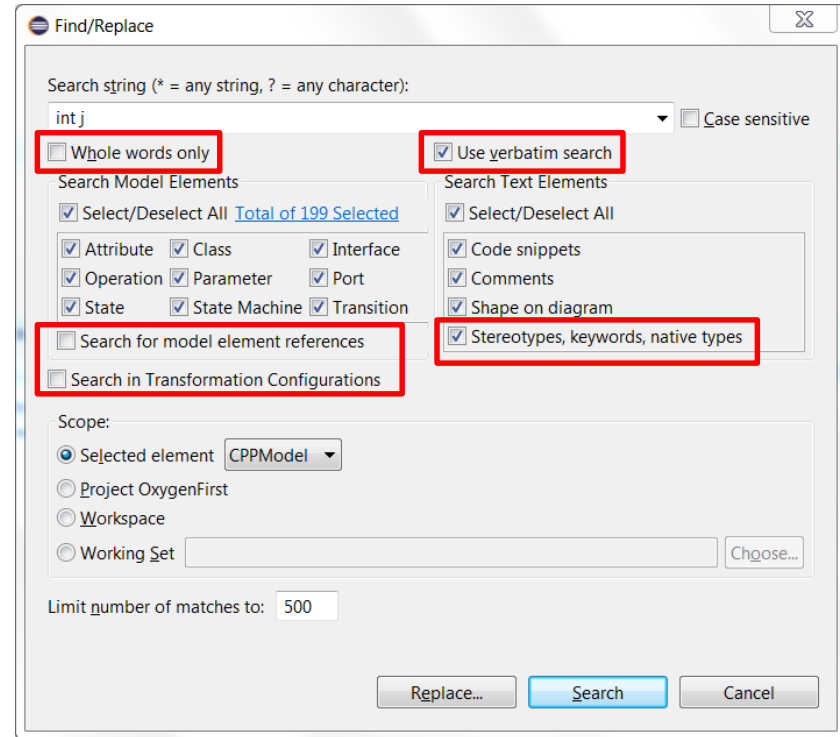 Find/Replace
Search string (* = any string, ? = any character):
int j
Case sensitive
Whole words only
Use verbatim search
Search Model Elements
Search Text Elements
Select/Deselect All Total of 199 Selected
Select/Deselect All
Attribute Class Interface
Code snippets
Operation Parameter Port
Comments
State State Machine Transition
Shape on diagram
Search for model element references
Stereotypes, keywords, native types
Search in Transformation Configurations
Scope:
Selected element CPPModel
Project OxygenFirst
Workspace
Working Set Choose...
Limit number of matches to: 500
Replace... Search Cancel